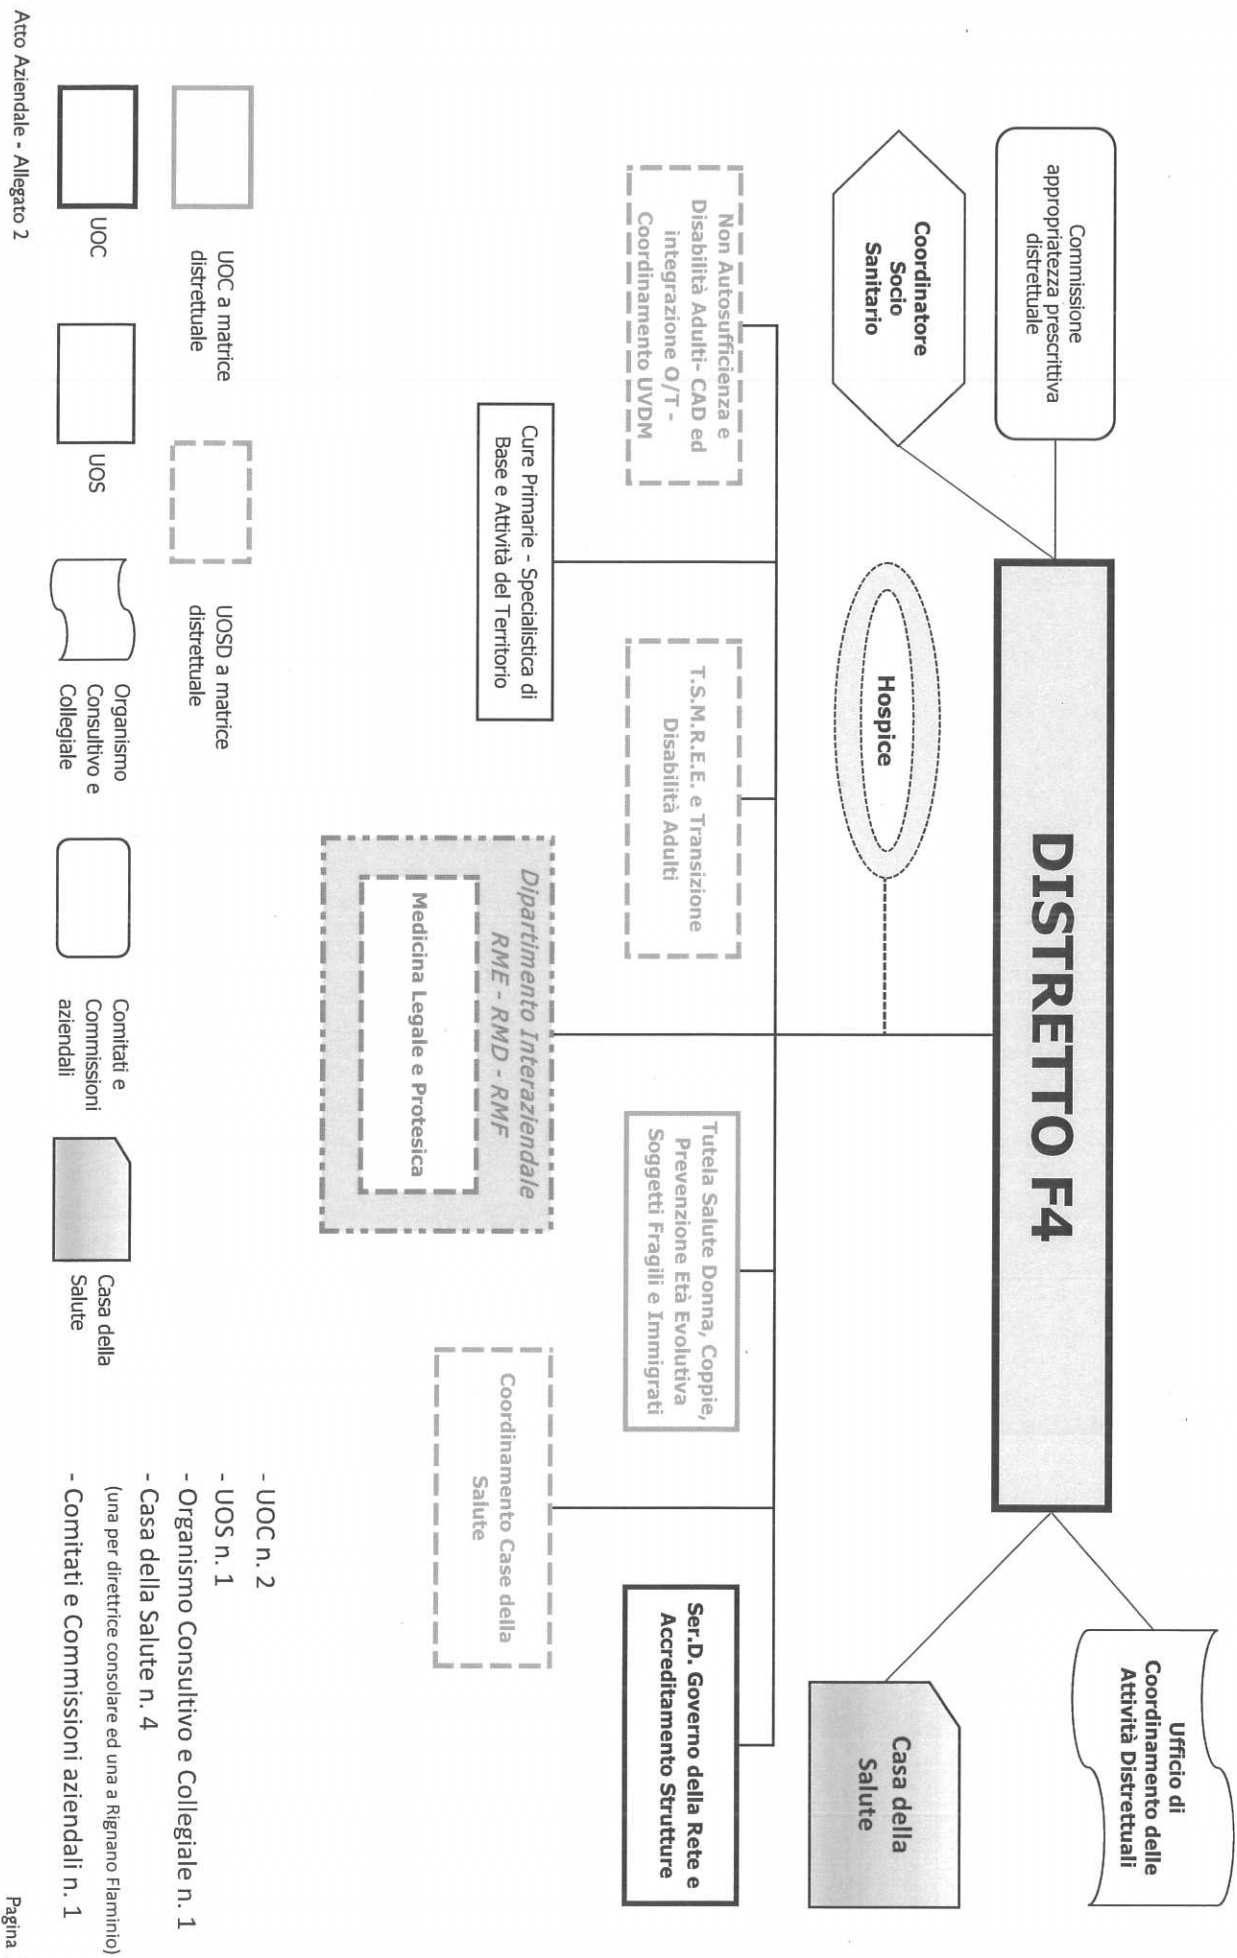 DISTRETTO F4
Commissione
appropriatezza prescrittiva
distrettuale
Coordinatore
Socio
Sanitario
Hospice
Ufficio di
Coordinamento delle
Attività Distrettuali
Casa della
Salute
Non Autosufficienza e
Disabilità Adulti- CAD ed
integrazione O/T -
Coordinamento UVDM
T.S.M.R.E.E. e Transizione
Disabilità Adulti
Tutela Salute Donna, Coppie,
Prevenzione Età Evolutiva
Soggetti Fragili e Immigrati
Ser.D. Governo della Rete e
Accreditamento Strutture
Cure Primarie - Specialistica di
Base e Attività del Territorio
Dipartimento Interaziendale
RME - RMD - RMF
Medicina Legale e Protesica
Coordinamento Case della
Salute
UOC a matrice
distrettuale
UOSD a matrice
distrettuale
UOC
UOS
Organismo
Consultivo e
Collegiale
Comitati e
Commissioni
aziendali
Casa della
Salute
- UOC n. 2
- UOS n. 1
- Organismo Consultivo e Collegiale n. 1
- Casa della Salute n. 4
(una per direttrice consolare ed una a Rignano Flaminio)
- Comitati e Commissioni aziendali n. 1
Atto Aziendale - Allegato 2
Pagina